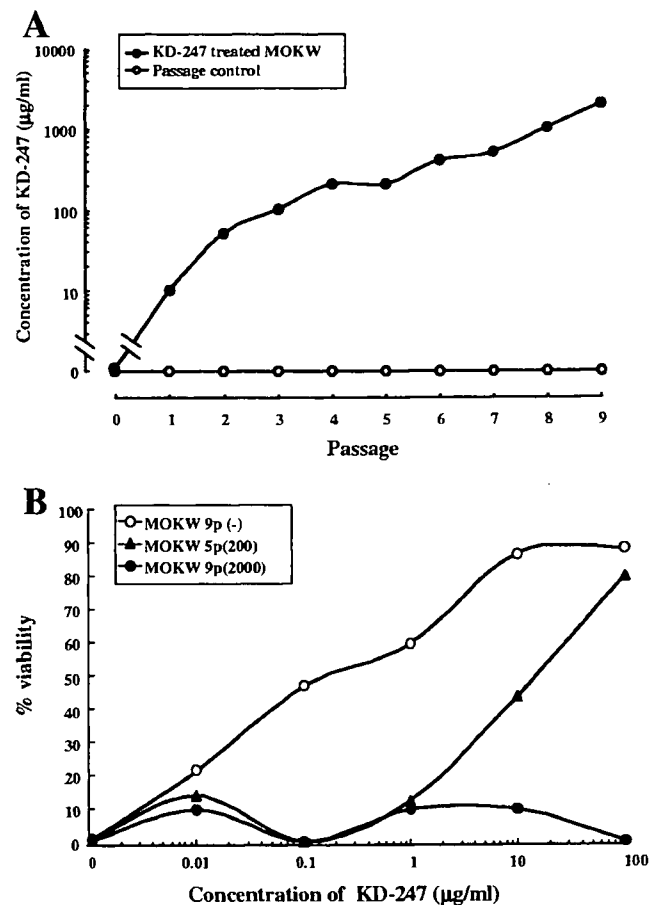 A
KD-247 treated MOKW
Passage control
Concentration of KD-247 (μg/ml)
10000
1000
100
10
0
0 1 2 3 4 5 6 7 8 9
Passage
B
MOKW 9p (-)
MOKW 5p(200)
MOKW 9p(2000)
% viability
100
90
80
70
60
50
40
30
20
10
0
0 0.01 0.1 1 10 100
Concentration of KD-247 (μg/ml)